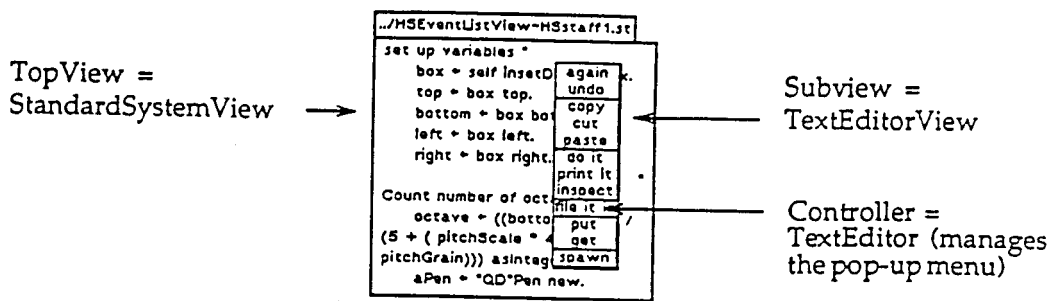 ../HSEventListView-HSstaff1.st
set up variables "
box ← self insetD
top ← box top.
bottom ← box bot
left ← box left.
right ← box right.
Count number of oct
octave ← ((botto /
(5 + ( pitchScale * 4
pitchGrain))) asInteg
aPen ← "QD"Pen new.
again
undo
copy
cut
paste
do it
print it
inspect
file it i
put
get
spawn
TopView =
StandardSystemView
Subview =
TextEditorView
Controller =
TextEditor (manages
the pop-up menu)